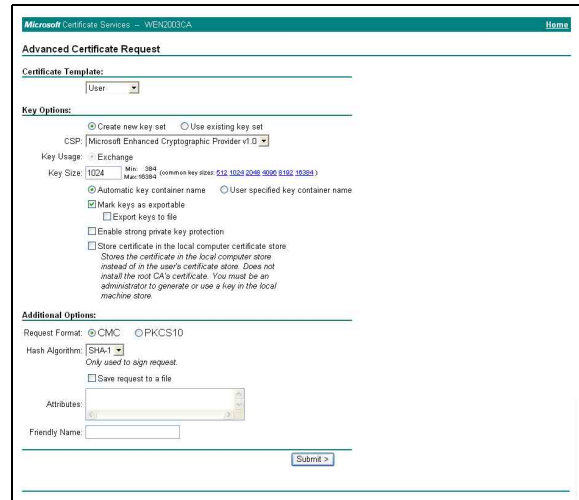 Microsoft Certificate Services -- WEN2003CA Home
Advanced Certificate Request
Certificate Template:
User
Key Options:
Create new key set Use existing key set
CSP: Microsoft Enhanced Cryptographic Provider v1.0
Key Usage: Exchange
Key Size: 1024 Min: 384 Max:16384 (common key sizes: 512 1024 2048 4096 8192 16384 )
Automatic key container name User specified key container name
Mark keys as exportable
Export keys to file
Enable strong private key protection
Store certificate in the local computer certificate store
Stores the certificate in the local computer store
instead of in the user's certificate store. Does not
install the root CA's certificate. You must be an
administrator to generate or use a key in the local
machine store.
Additional Options:
Request Format: CMC PKCS10
Hash Algorithm: SHA-1
Only used to sign request.
Save request to a file
Attributes:
Friendly Name:
Submit >